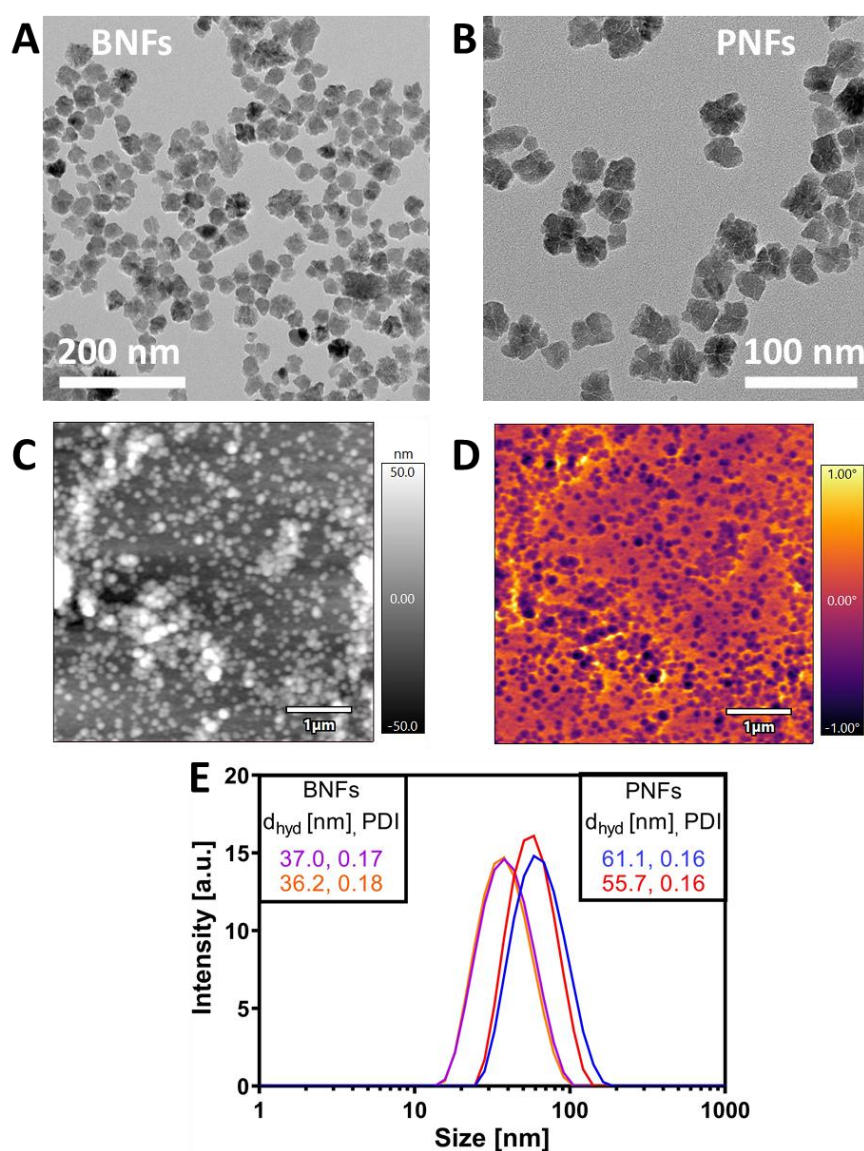 A
BNFs
200 nm
B
PNFs
100 nm
C
nm
50.0
0.00
-50.0
1µm
D
1.00°
0.00°
-1.00°
1µm
E
BNFs
dhyd [nm], PDI
37.0, 0.17
36.2, 0.18
PNFs
dhyd [nm], PDI
61.1, 0.16
55.7, 0.16
20
15
10
5
0
Intensity [a.u.]
1
10
100
1000
Size [nm]